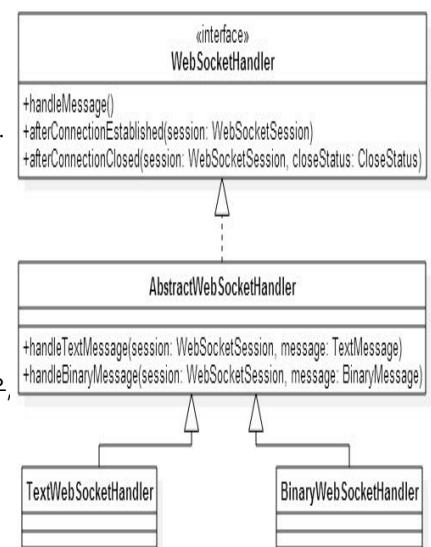 «interface»
WebSocketHandler
+handleMessage()
+afterConnectionEstablished(session: WebSocketSession)
+afterConnectionClosed(session: WebSocketSession, closeStatus: CloseStatus)
AbstractWebSocketHandler
+handleTextMessage(session: WebSocketSession, message: TextMessage)
+handleBinaryMessage(session: WebSocketSession, message: BinaryMessage)
TextWebSocketHandler
BinaryWebSocketHandler